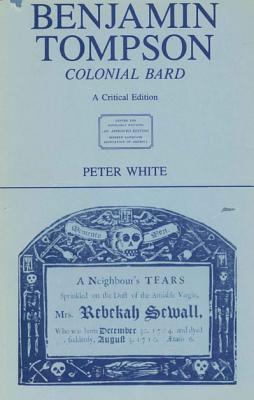 BENJAMIN
TOMPSON
COLONIAL BARD
A Critical Edition
CENTER FOR
SCHOLARLY EDITIONS
AN APPROVED EDITION
MODERN LANGUAGE
ASSOCIATION OF AMERICA
PETER WHITE
Memento Mori.
A Neighbour's TEARS
Sprinkled on the Dust of the Amiable Virgin,
Mrs. Rebekah Sewall,
Who was born December 30. 1704. and dyed
suddenly, August 3. 1710. Ætatis 6.